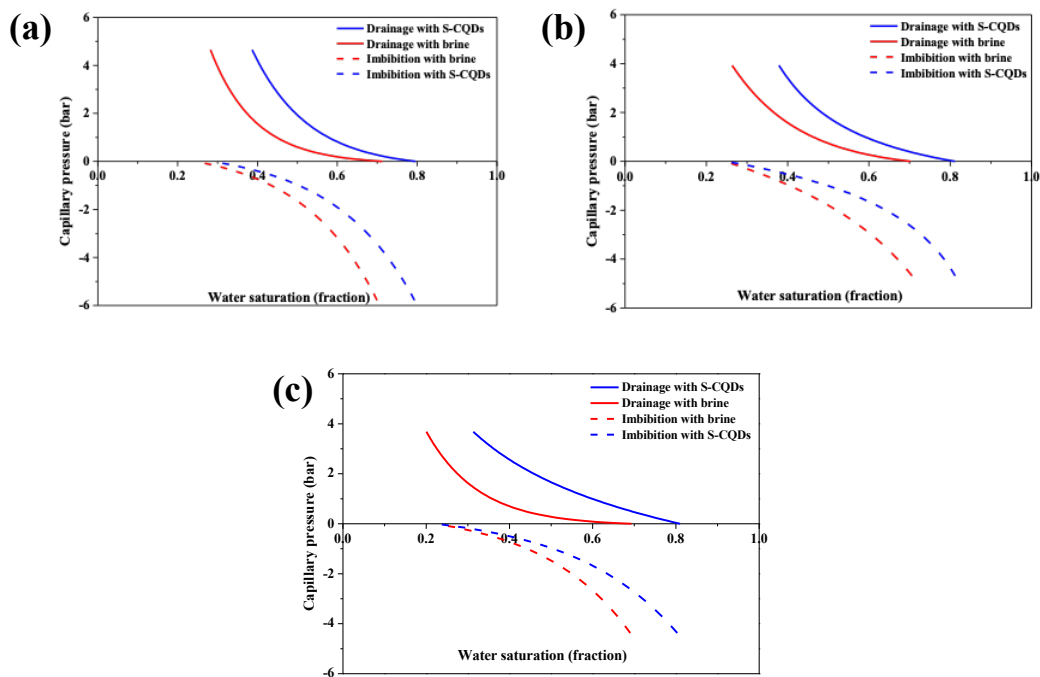 (a)
6
4
2
0
-2
-4
-6
0.0
0.2
0.4
0.6
0.8
1.0
Capillary pressure (bar)
Water saturation (fraction)
Drainage with S-CQDs
Drainage with brine
Imbibition with brine
Imbibition with S-CQDs
(b)
6
4
2
0
-2
-4
-6
0.0
0.2
0.4
0.6
0.8
1.0
Capillary pressure (bar)
Water saturation (fraction)
Drainage with S-CQDs
Drainage with brine
Imbibition with brine
Imbibition with S-CQDs
(c)
6
4
2
0
-2
-4
-6
0.0
0.2
0.4
0.6
0.8
1.0
Capillary pressure (bar)
Water saturation (fraction)
Drainage with S-CQDs
Drainage with brine
Imbibition with brine
Imbibition with S-CQDs